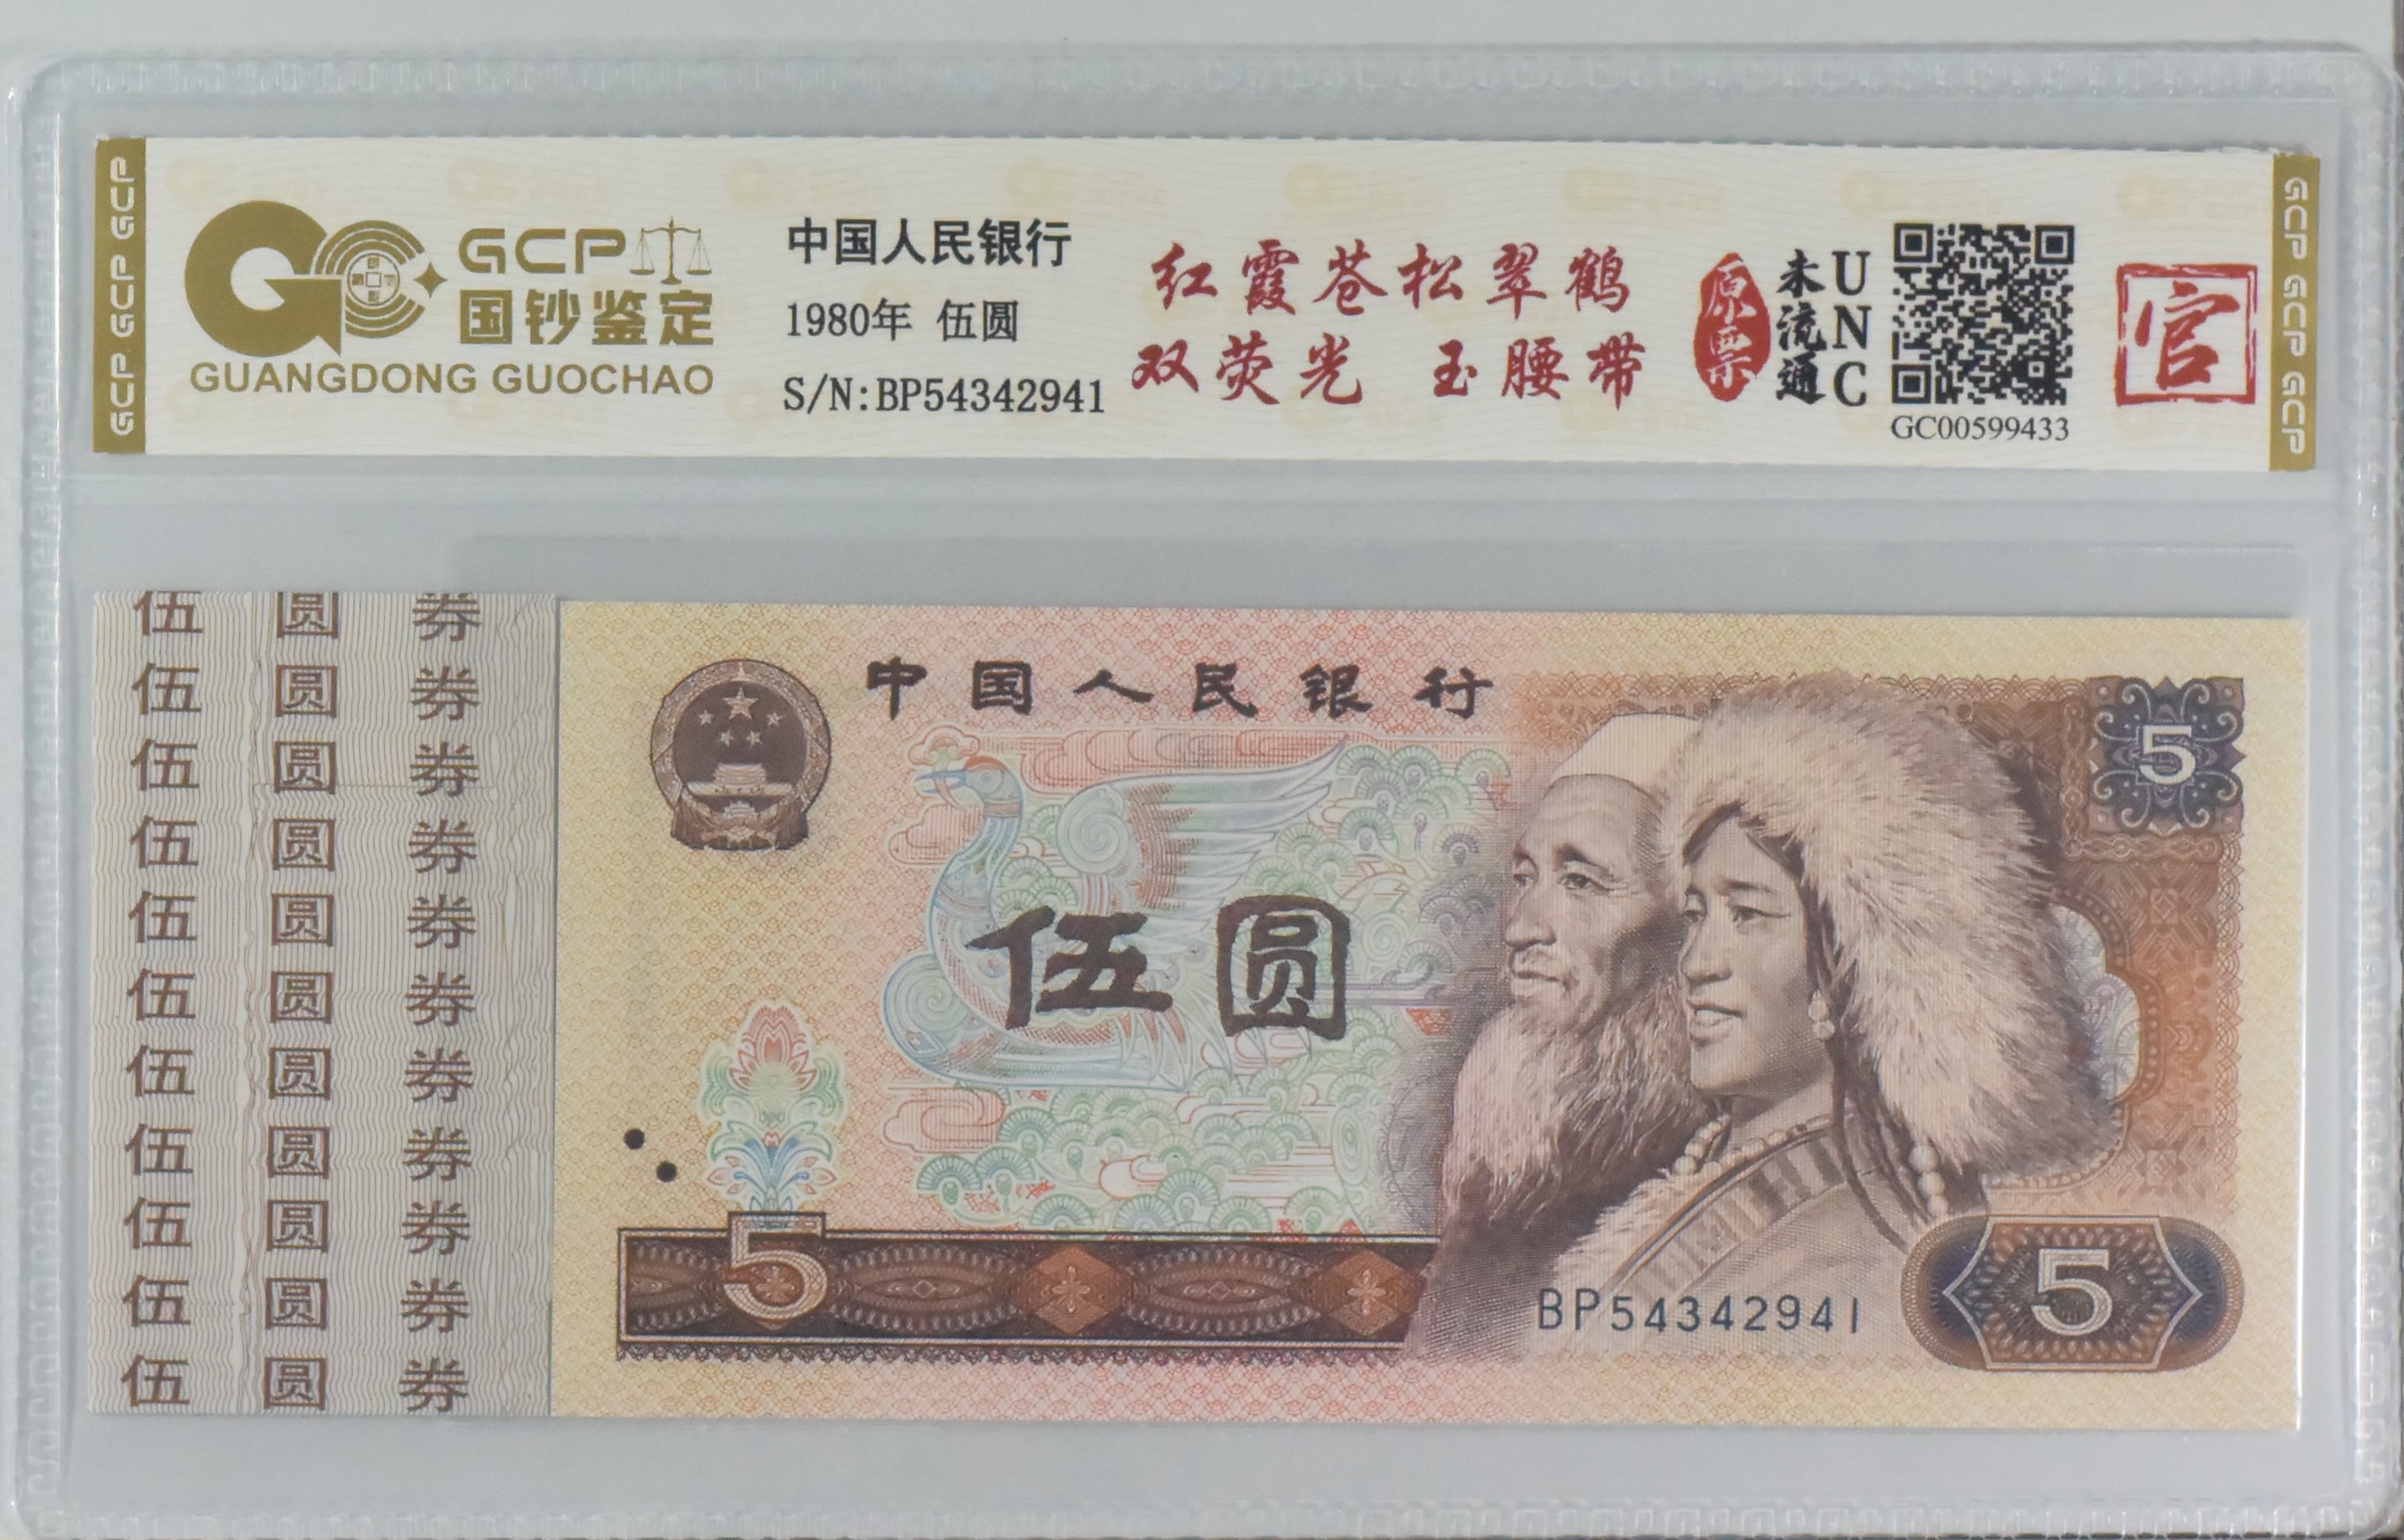 GCP GCP GCP
GCP
国钞鉴定
GUANGDONG GUOCHAO
中国人民银行
1980年 伍圆
S/N:BP54342941
红霞苍松翠鹤
双荧光 玉腰带
原票
未流通
UNC
GC00599433
官
GCP GCP GCP
伍 圆 券
伍 圆 券
伍 圆 券
伍 圆 券
伍 圆 券
伍 圆 券
伍 圆 券
伍 圆 券
伍 圆 券
伍 圆 券
伍 圆 券
中国人民银行
5
伍圆
5
BP54342941
5